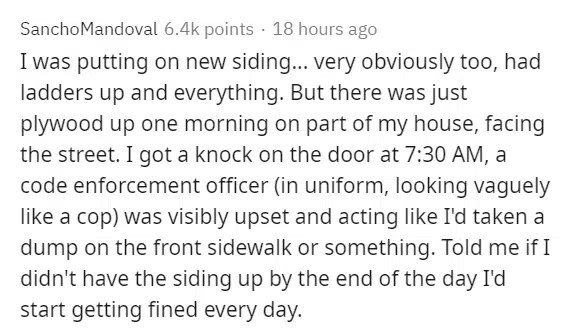 SanchoMandoval 6.4k points · 18 hours ago
I was putting on new siding... very obviously too, had
ladders up and everything. But there was just
plywood up one morning on part of my house, facing
the street. I got a knock on the door at 7:30 AM, a
code enforcement officer (in uniform, looking vaguely
like a cop) was visibly upset and acting like I'd taken a
dump on the front sidewalk or something. Told me if I
didn't have the siding up by the end of the day I'd
start getting fined every day.